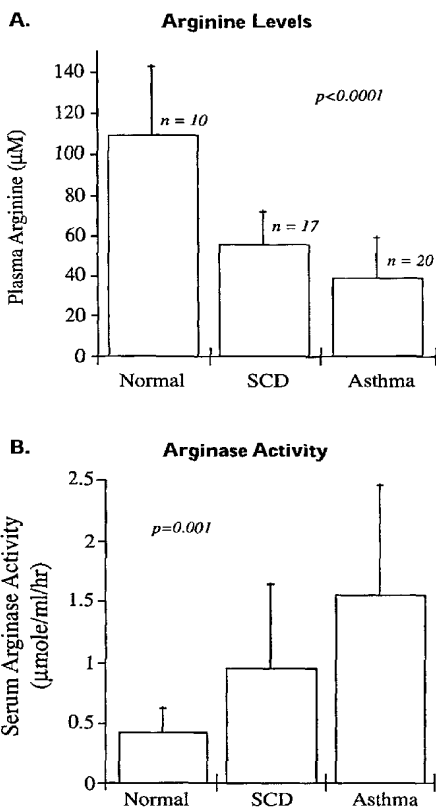 A.
Arginine Levels
Plasma Arginine (μM)
140
120
100
80
60
40
20
0
p<0.0001
n = 10
n = 17
n = 20
Normal SCD Asthma
B.
Arginase Activity
Serum Arginase Activity
(μmole/ml/hr)
2.5
2
1.5
1
0.5
0
p=0.001
Normal SCD Asthma